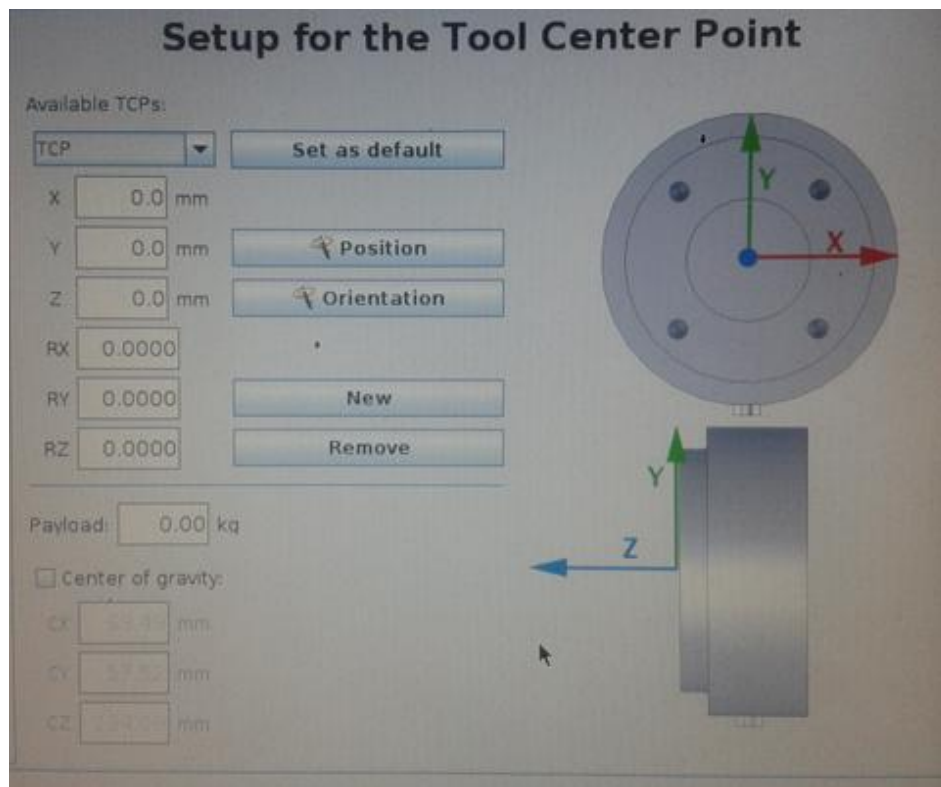 Setup for the Tool Center Point
Available TCPs:
TCP
Set as default
X 0.0 mm
Y 0.0 mm
Position
Z 0.0 mm
Orientation
RX 0.0000
RY 0.0000
New
RZ 0.0000
Remove
Payload: 0.00 kg
Center of gravity:
CX mm
CY mm
CZ mm
Y
X
Y
Z